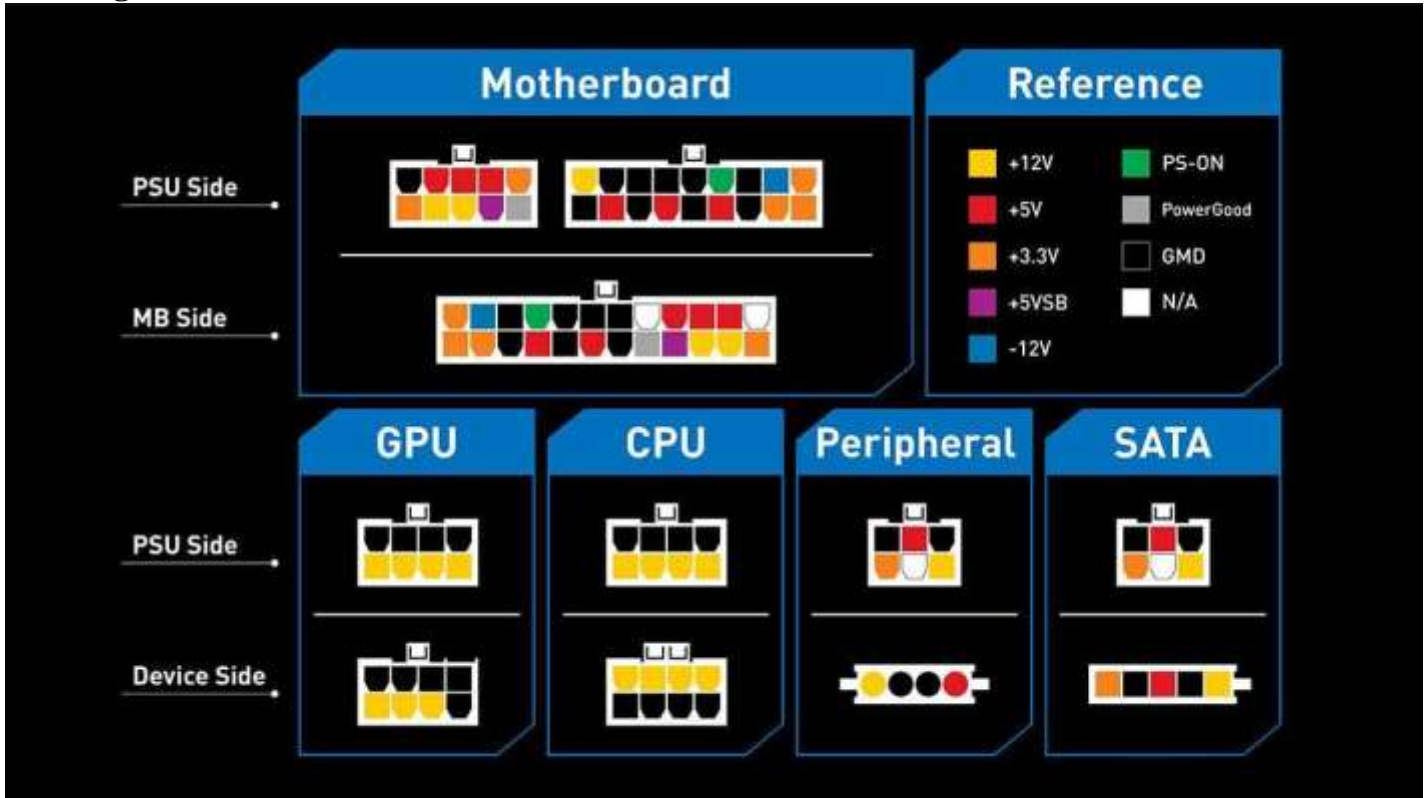 Motherboard
Reference
PSU Side
MB Side
+12V
+5V
+3.3V
+5VSB
-12V
PS-ON
PowerGood
GMD
N/A
GPU
CPU
Peripheral
SATA
PSU Side
Device Side